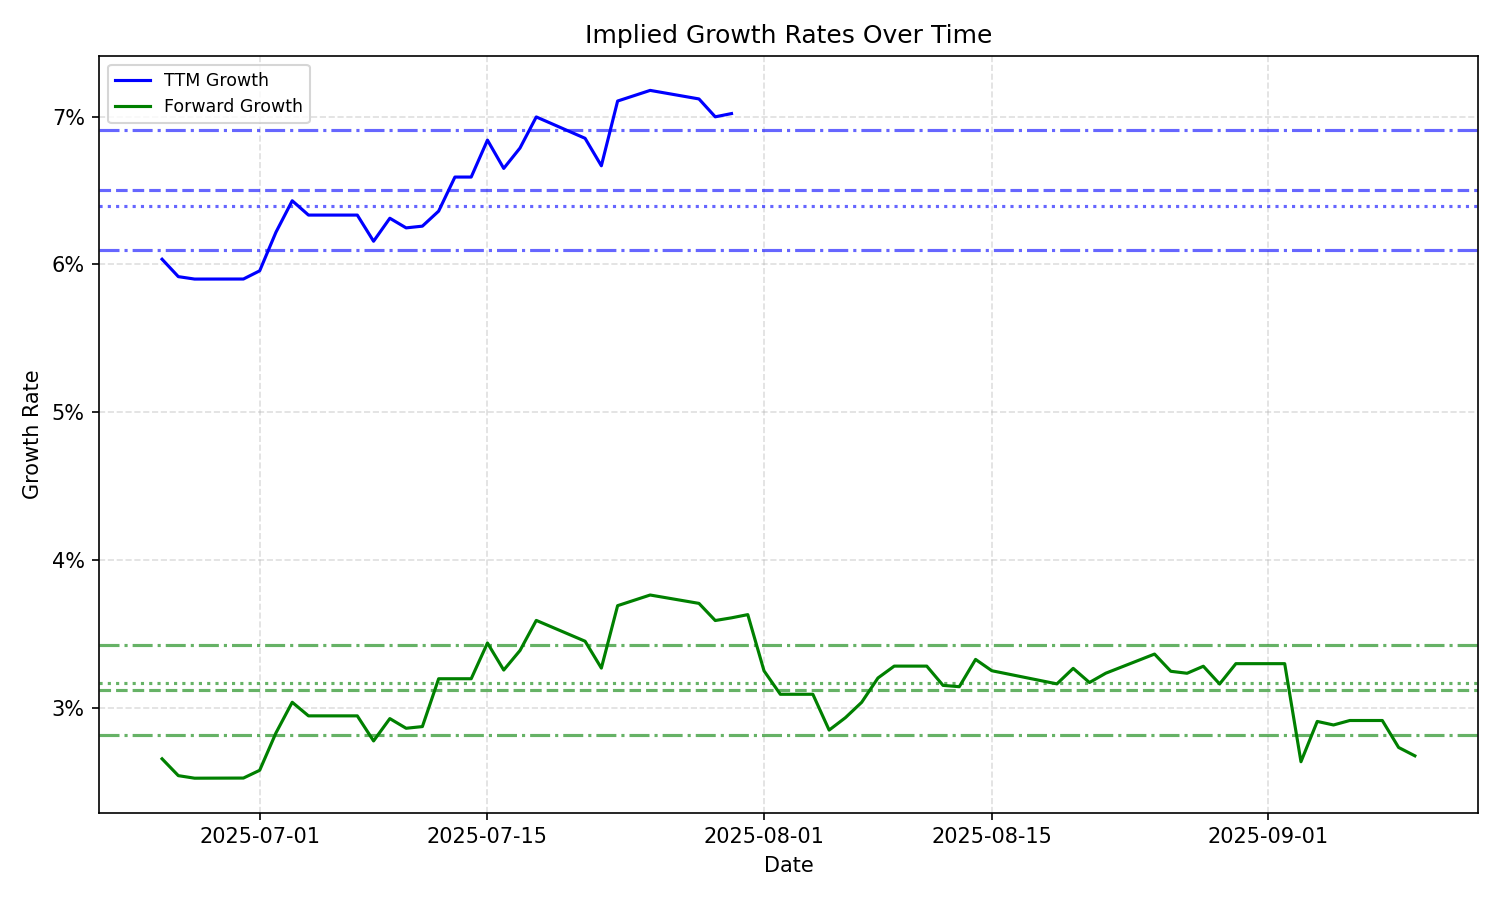 Implied Growth Rates Over Time
TTM Growth
Forward Growth
7%
6%
5%
4%
3%
Growth Rate
2025-07-01
2025-07-15
2025-08-01
2025-08-15
2025-09-01
Date